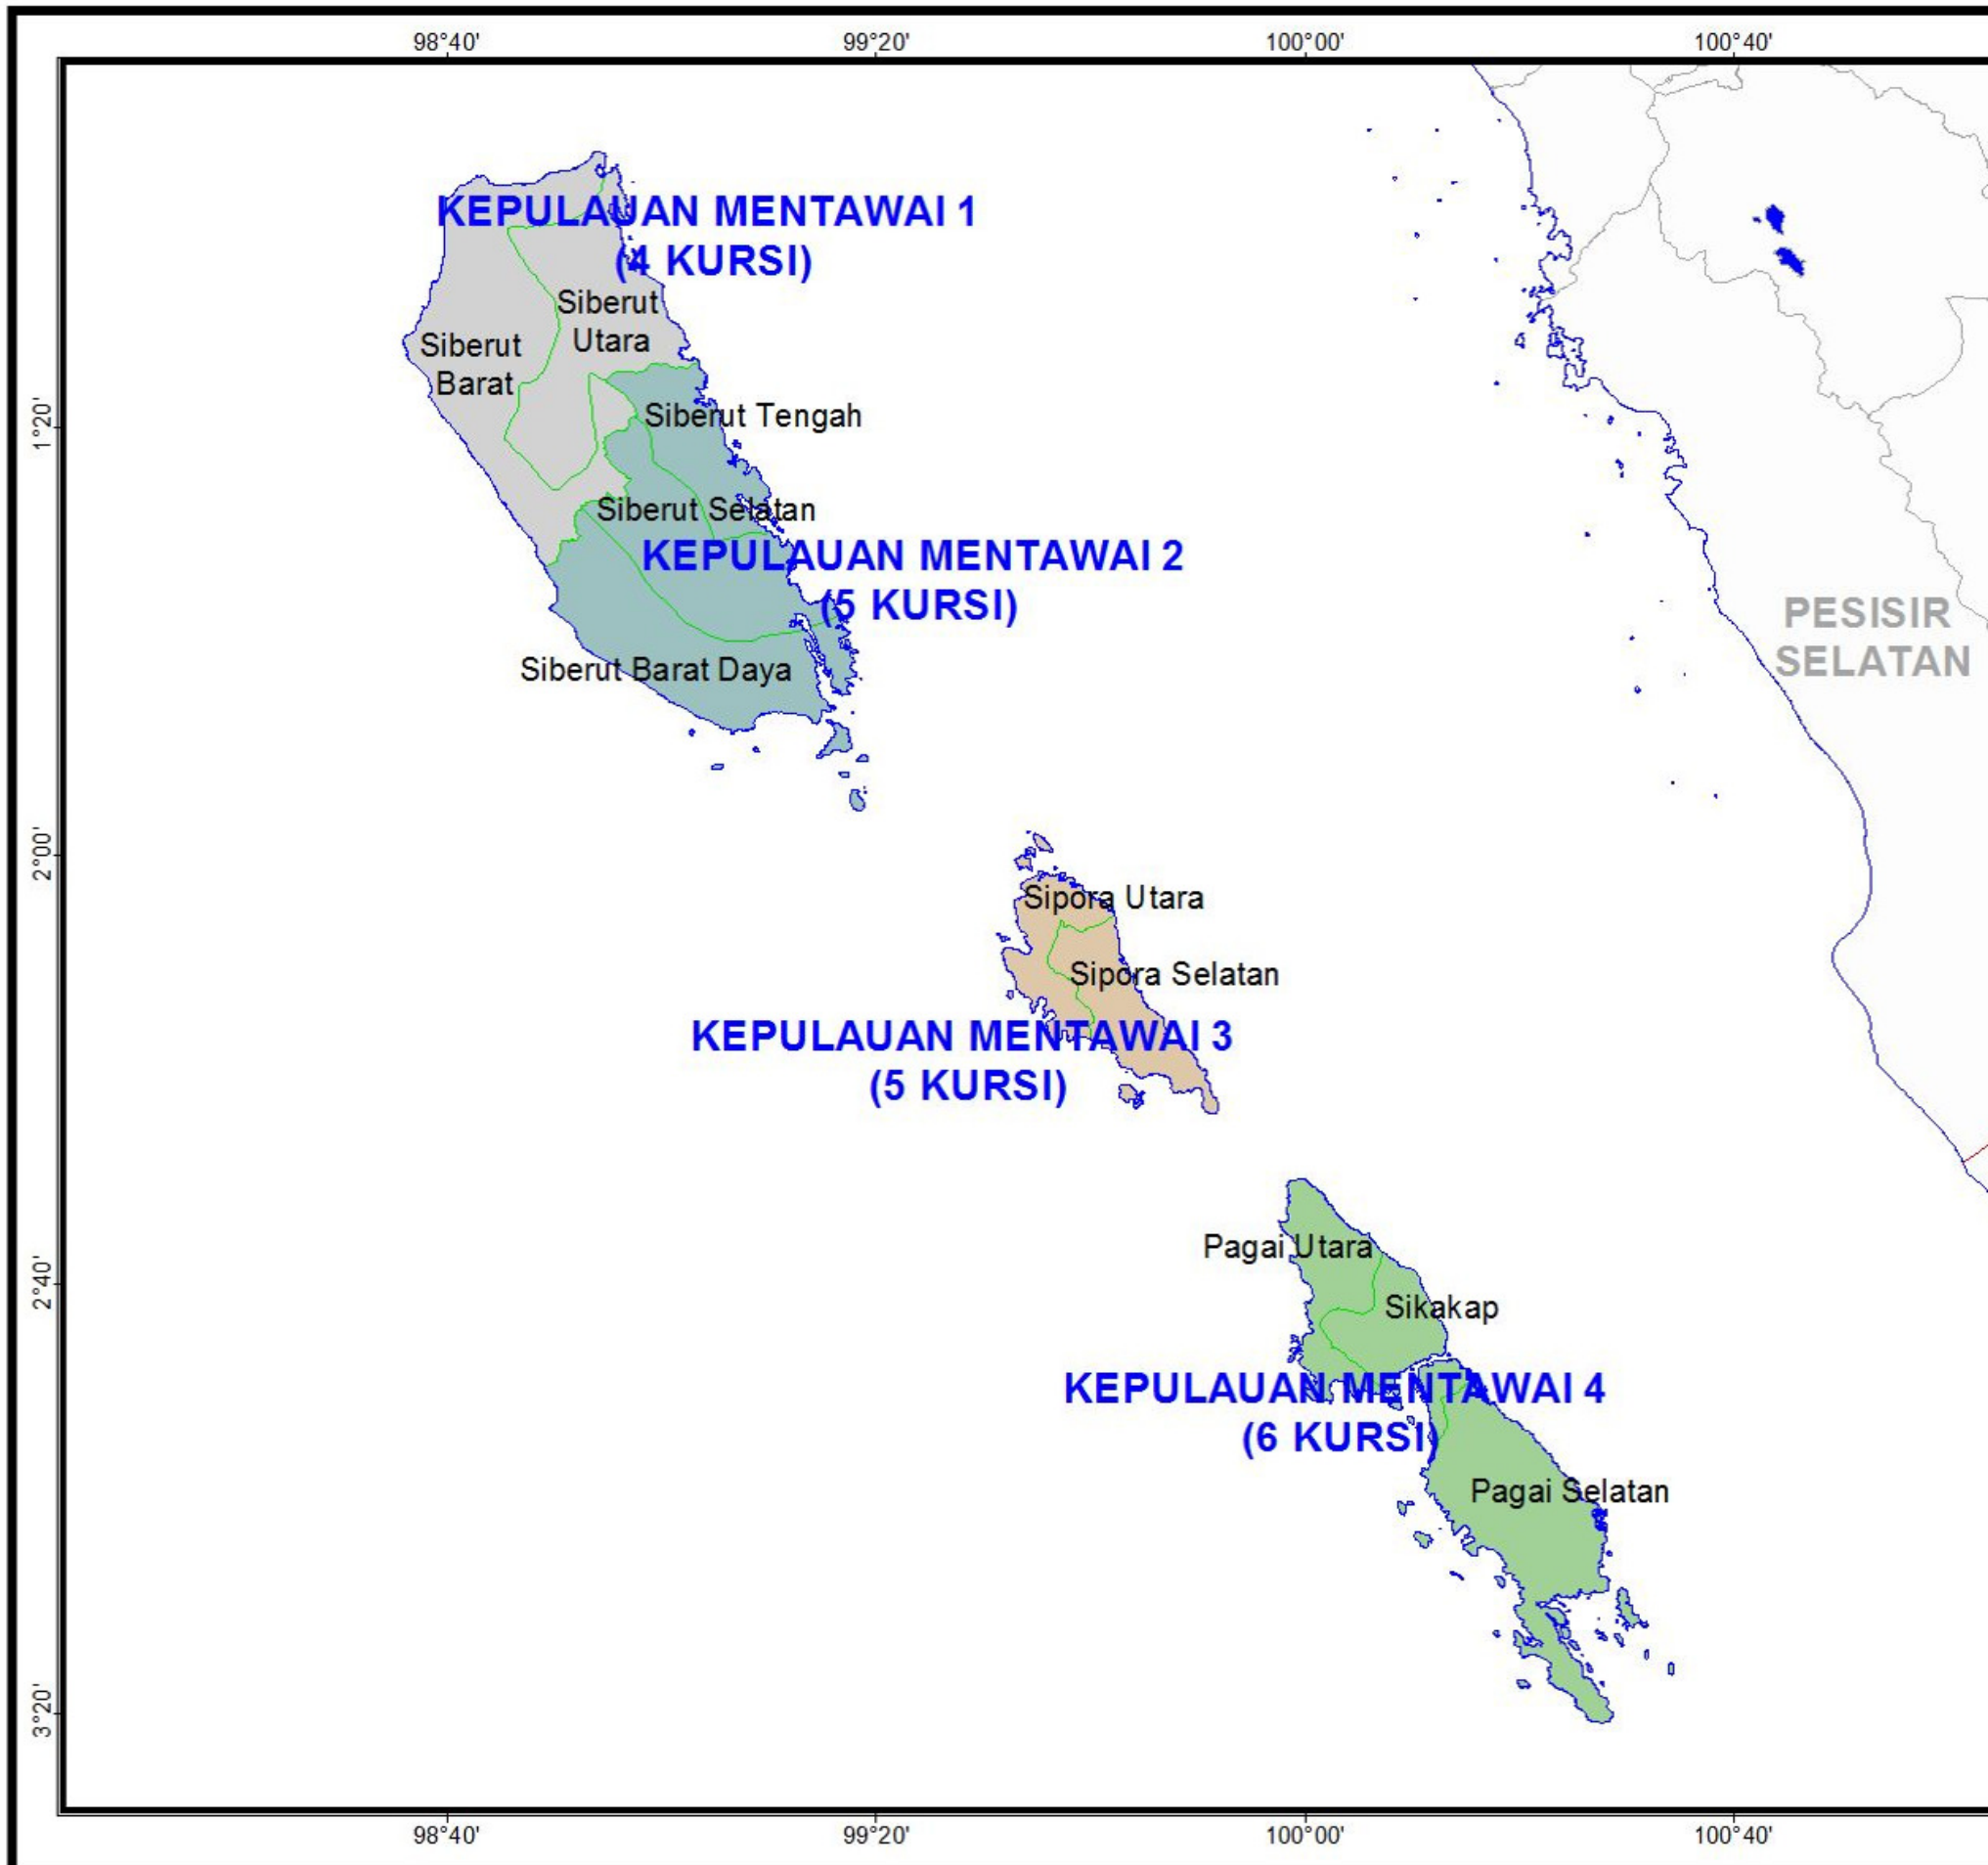 98°40' 99°20' 100°00' 100°40'
KEPULAUAN MENTAWAI 1
(4 KURSI)
Siberut
Utara
Siberut
Barat
1°20'
Siberut Tengah
Siberut Selatan
KEPULAUAN MENTAWAI 2
(5 KURSI)
PESISIR
SELATAN
Siberut Barat Daya
2°00'
Sipora Utara
Sipora Selatan
KEPULAUAN MENTAWAI 3
(5 KURSI)
Pagai Utara
2°40'
Sikakap
KEPULAUAN MENTAWAI 4
(6 KURSI)
Pagai Selatan
3°20'
98°40' 99°20' 100°00' 100°40'